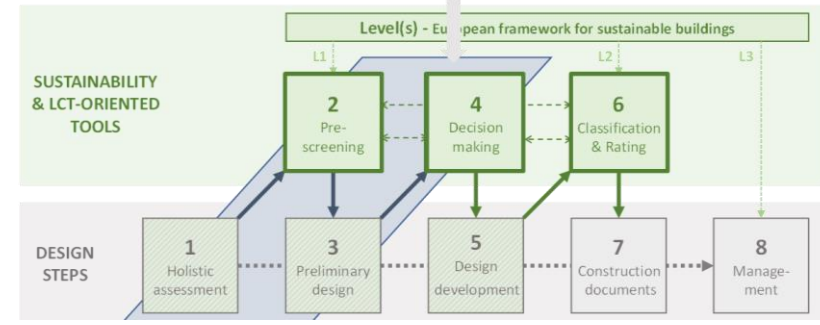 Level(s) - European framework for sustainable buildings
L1
L2
L3
SUSTAINABILITY
& LCT-ORIENTED
TOOLS
2
Pre-
screening
4
Decision
making
6
Classification
& Rating
DESIGN
STEPS
1
Holistic
assessment
3
Preliminary
design
5
Design
development
7
Construction
documents
8
Manage-
ment